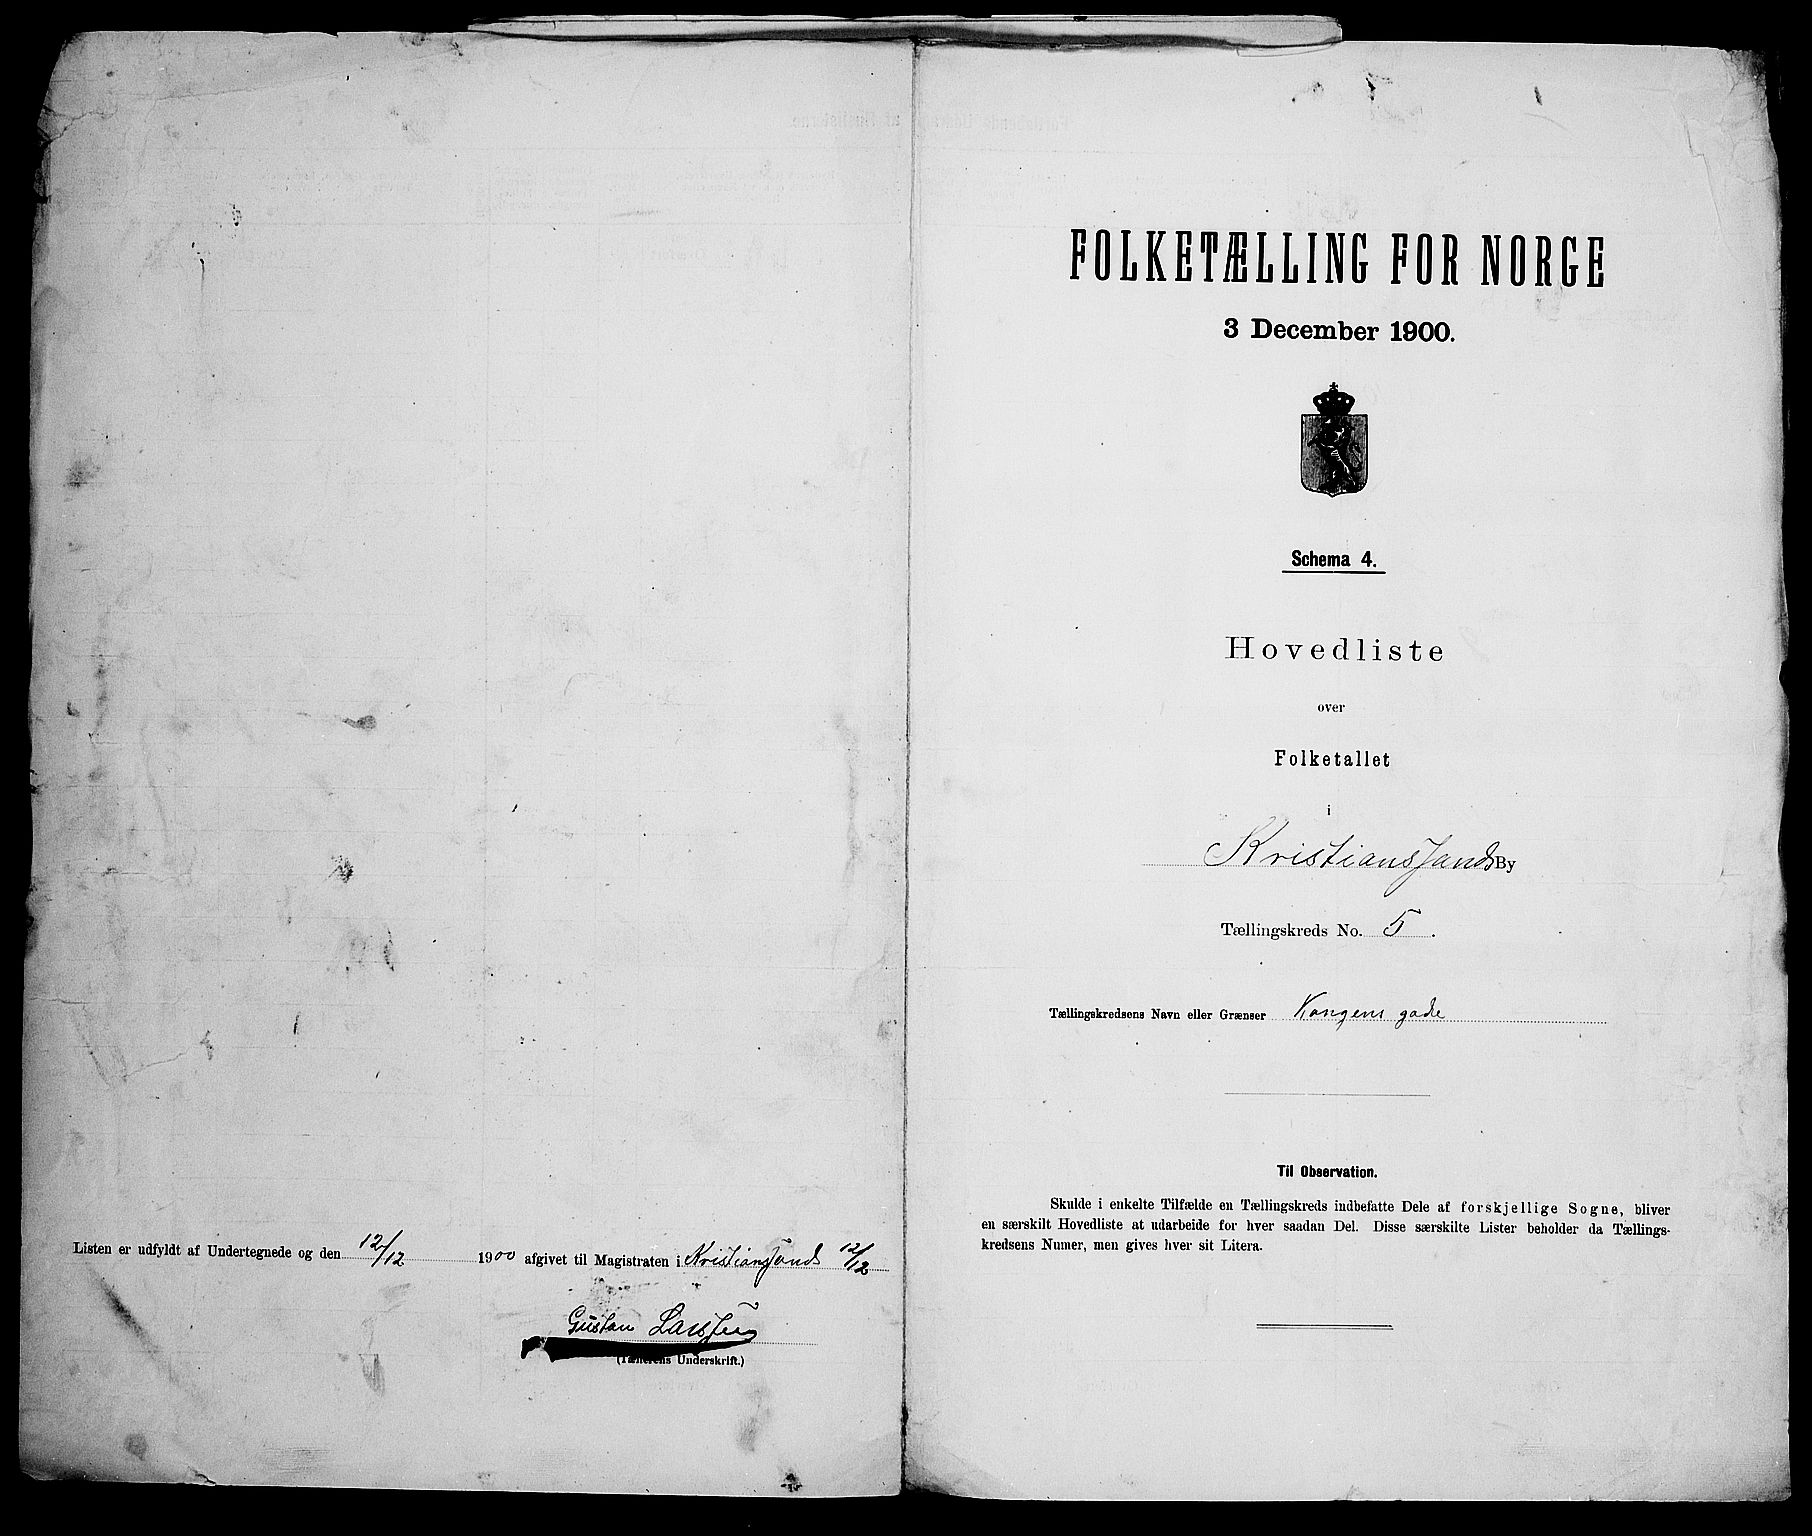 Listen er udfyldt af Undertegnede og den 12/12 1900 afgivet til Magistraten i Kristianssands 12/12
Gustav Larssen
(Tællerens Underskrift.)
FOLKETÆLLING FOR NORGE
3 December 1900.
Schema 4.
Hovedliste
over
Folketallet
i
Kristianssands By
Tællingskreds No. 5.
Tællingskredsens Navn eller Grænser Kongens gade
Til Observation.
Skulde i enkelte Tilfælde en Tællingskreds indbefatte Dele af forskjellige Sogne, bliver
en særskilt Hovedliste at udarbeide for hver saadan Del. Disse særskilte Lister beholder da Tællings-
kredsens Numer, men gives hver sit Litera.